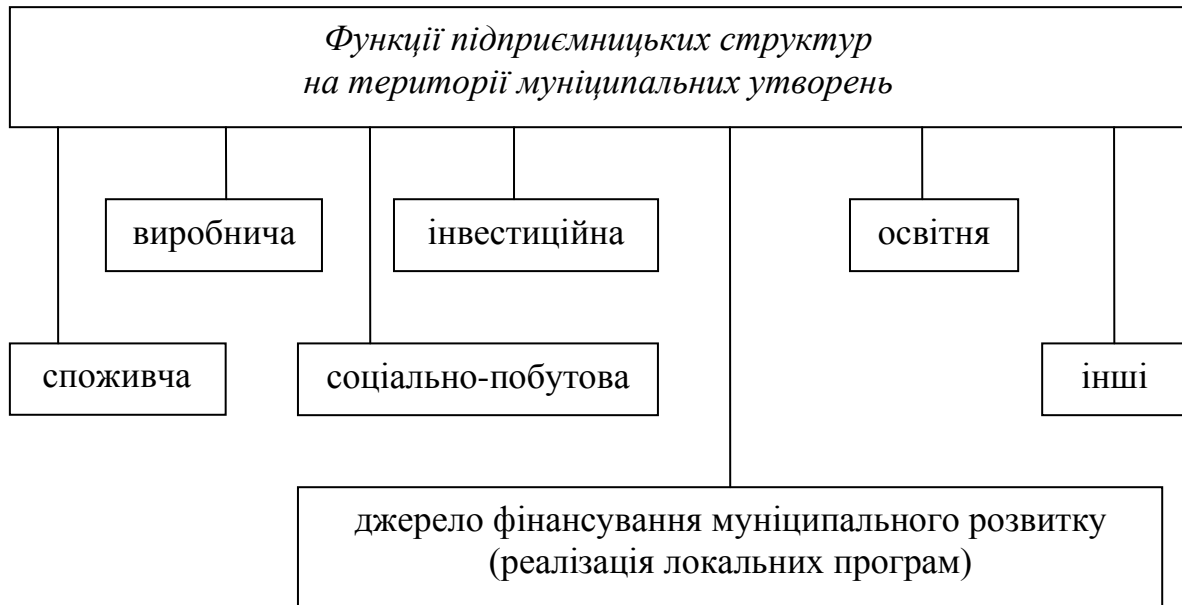 Функції підприємницьких структур
на території муніципальних утворень
виробнича
інвестиційна
освітня
споживча
соціально-побутова
інші
джерело фінансування муніципального розвитку
(реалізація локальних програм)